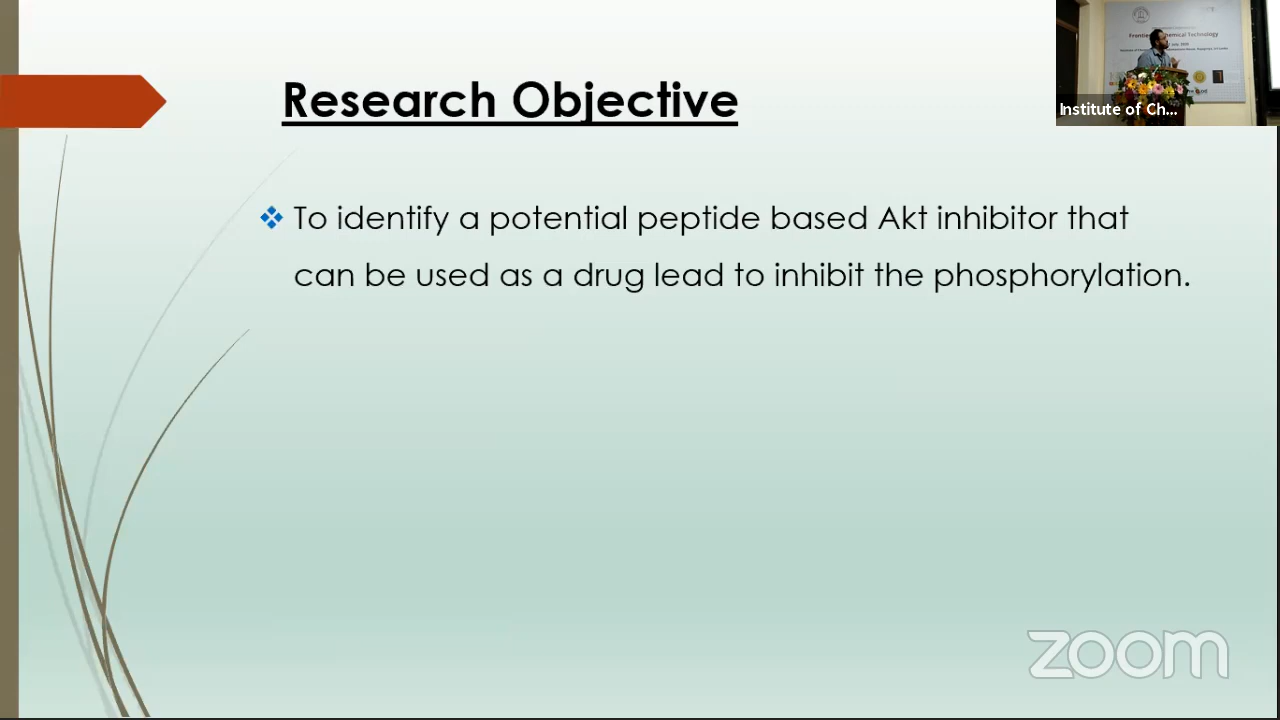 Research Objective
To identify a potential peptide based Akt inhibitor that
can be used as a drug lead to inhibit the phosphorylation.
Institute of Ch...
zoom